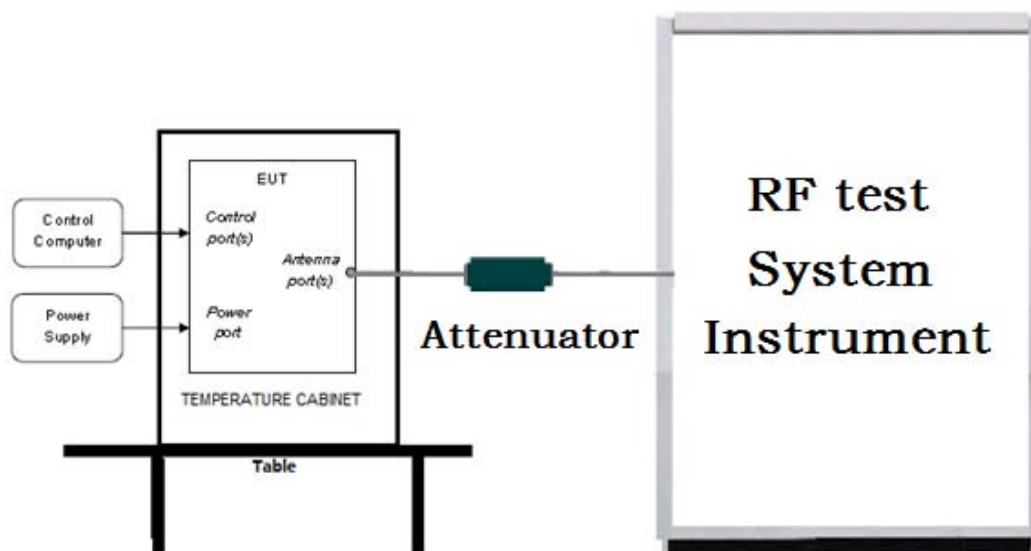 Control
Computer
Power
Supply
EUT
Control
port(s)
Antenna
port(s)
Power
port
TEMPERATURE CABINET
Table
Attenuator
RF test
System
Instrument